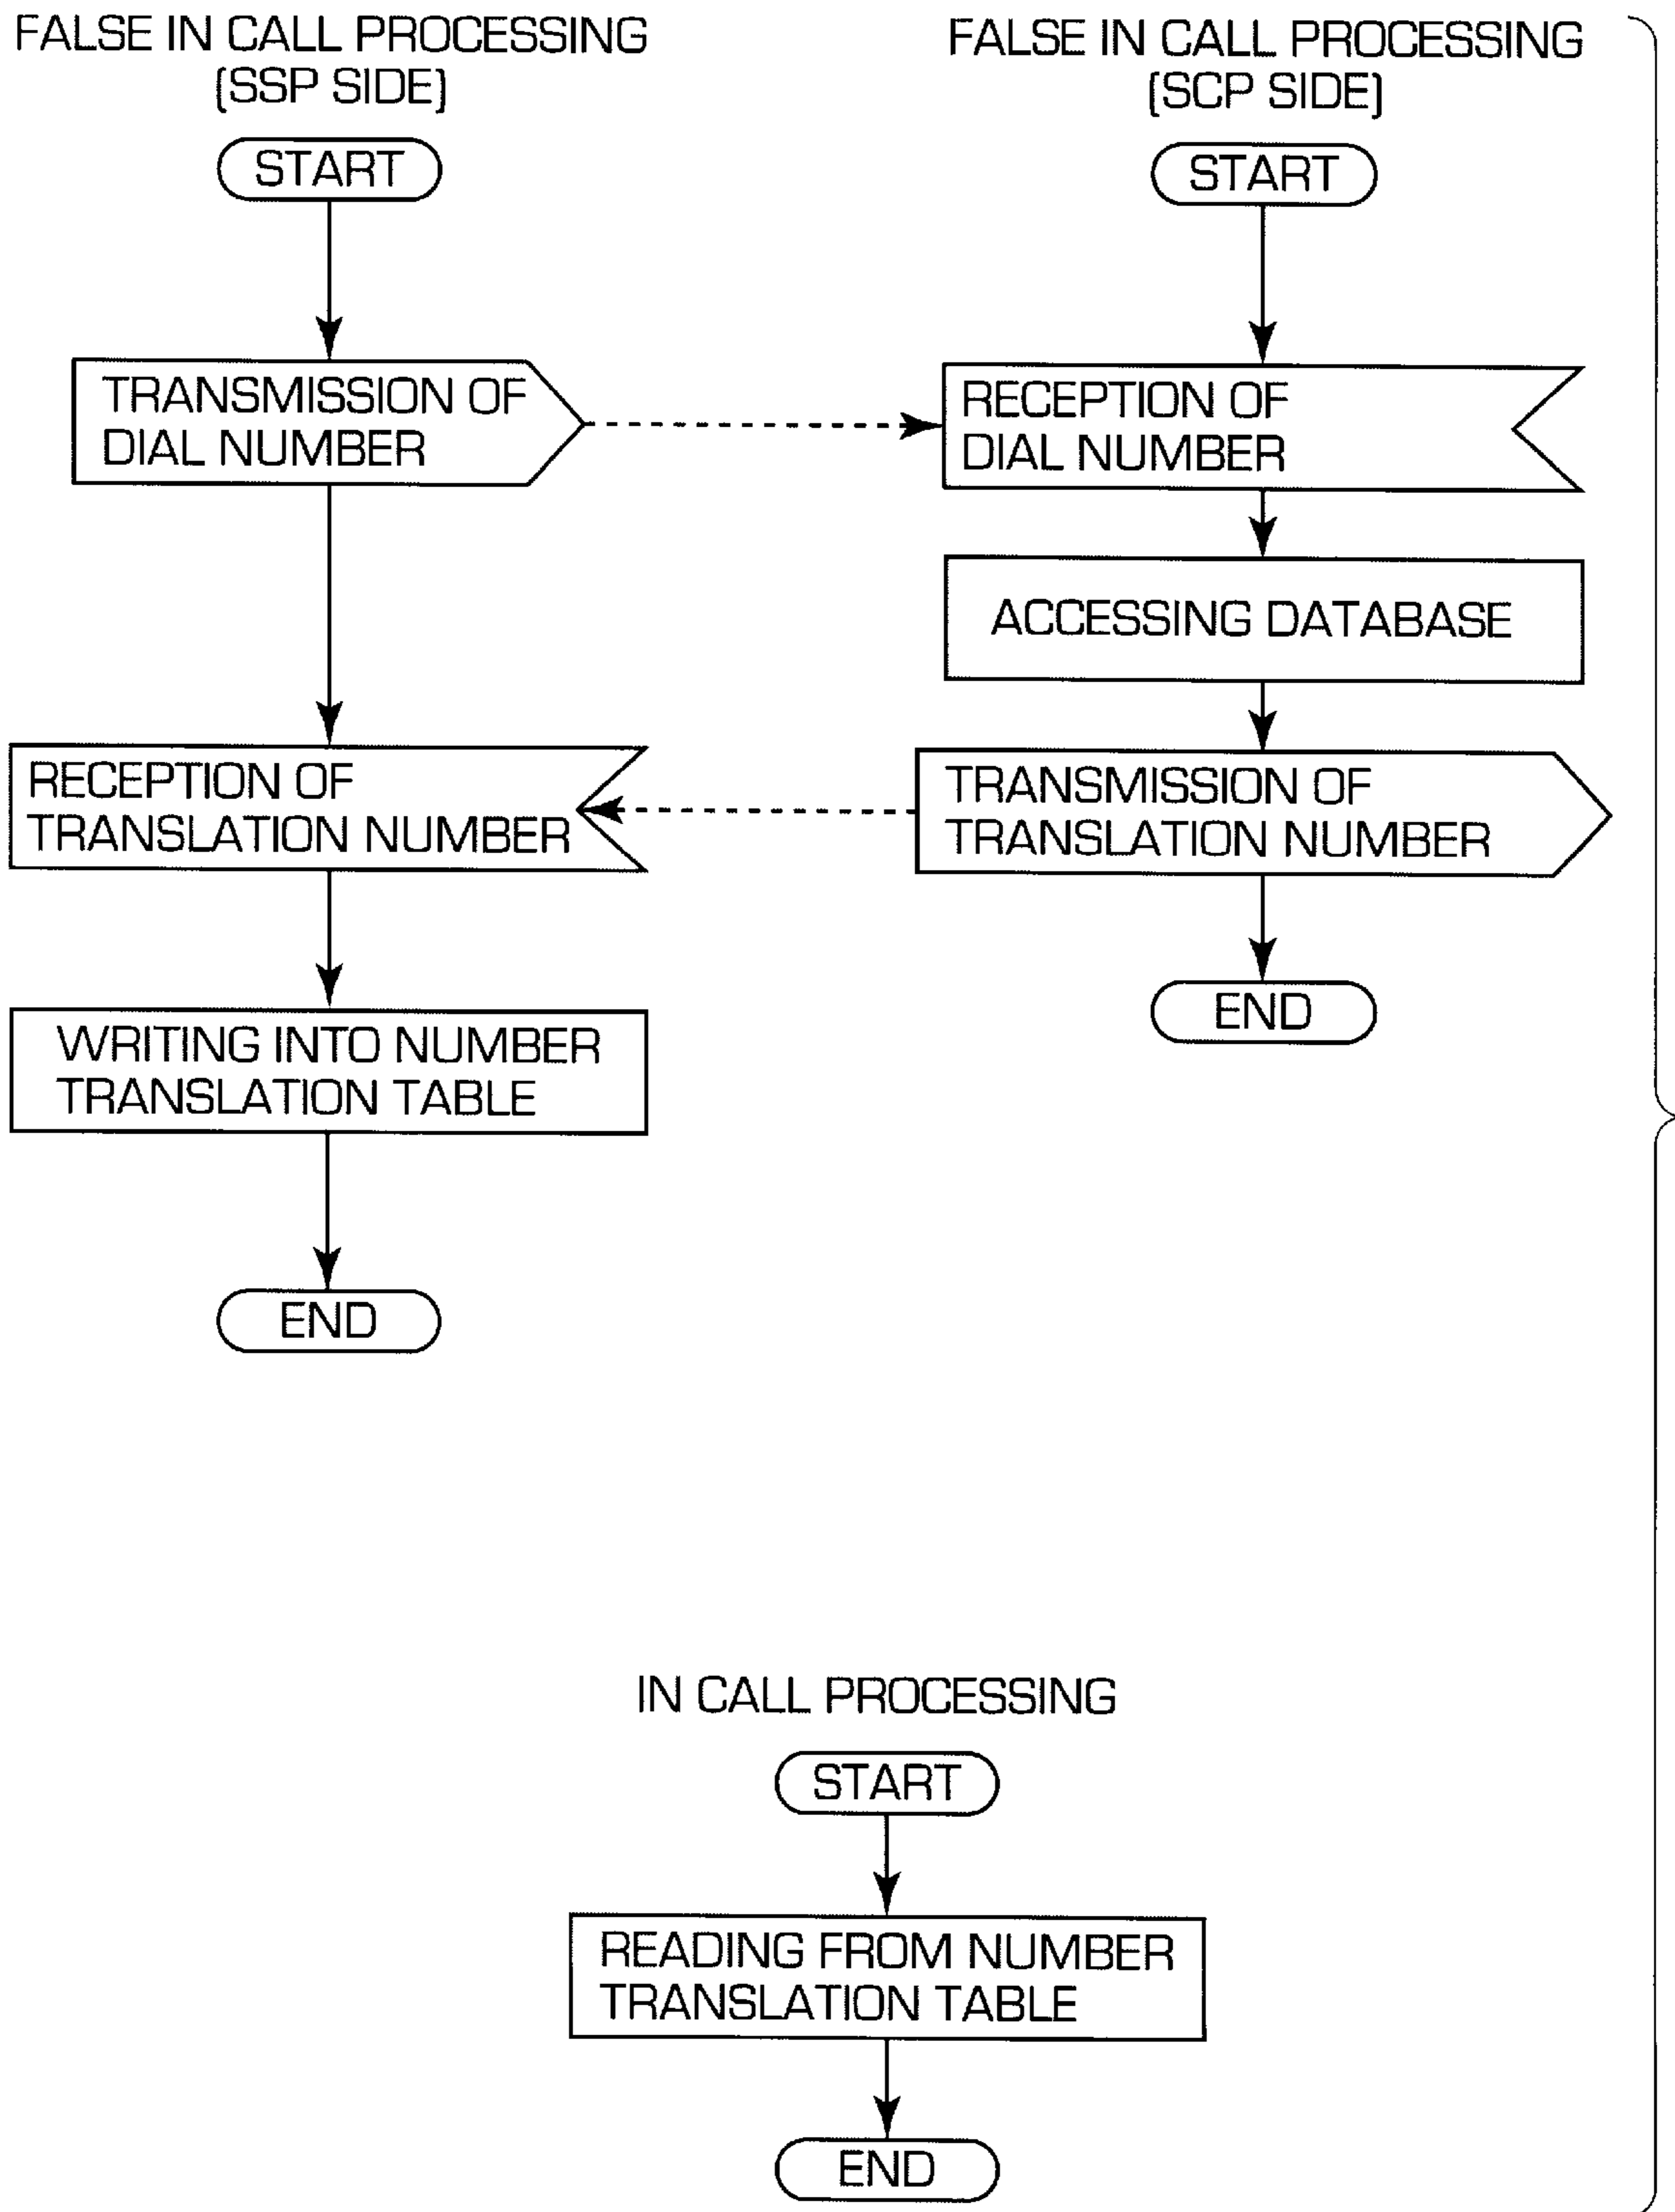 FALSE IN CALL PROCESSING
(SSP SIDE)
START
TRANSMISSION OF
DIAL NUMBER
RECEPTION OF
TRANSLATION NUMBER
WRITING INTO NUMBER
TRANSLATION TABLE
END
FALSE IN CALL PROCESSING
(SCP SIDE)
START
RECEPTION OF
DIAL NUMBER
ACCESSING DATABASE
TRANSMISSION OF
TRANSLATION NUMBER
END
IN CALL PROCESSING
START
READING FROM NUMBER
TRANSLATION TABLE
END